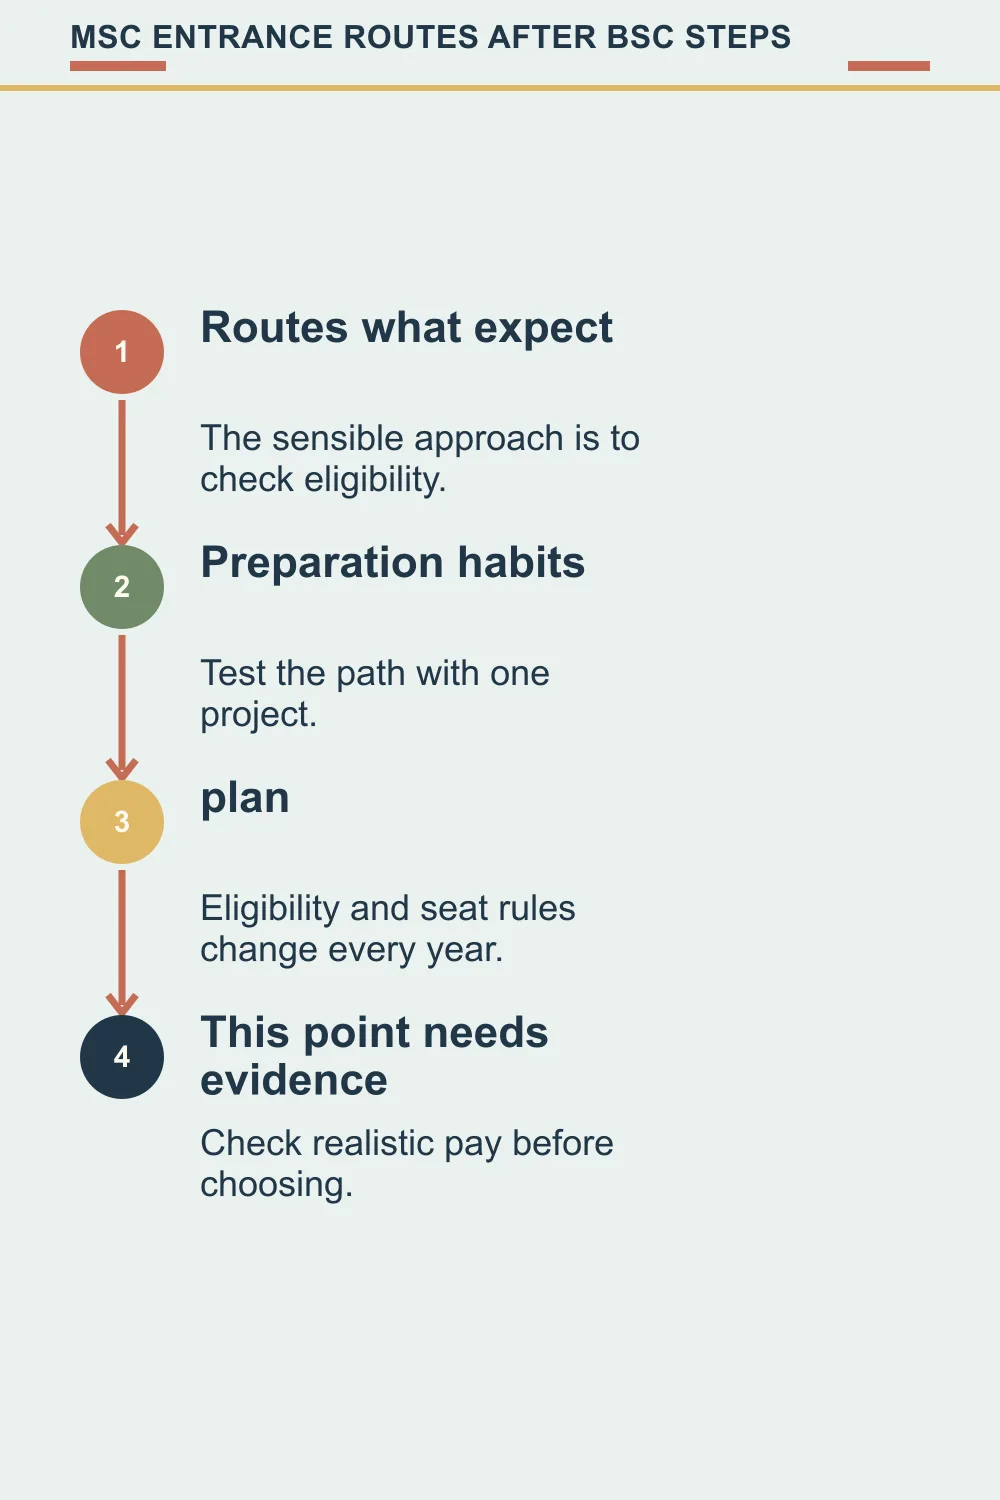 MSC ENTRANCE ROUTES AFTER BSC STEPS
1
Routes what expect
The sensible approach is to
check eligibility.
2
Preparation habits
Test the path with one
project.
3
plan
Eligibility and seat rules
change every year.
4
This point needs
evidence
Check realistic pay before
choosing.